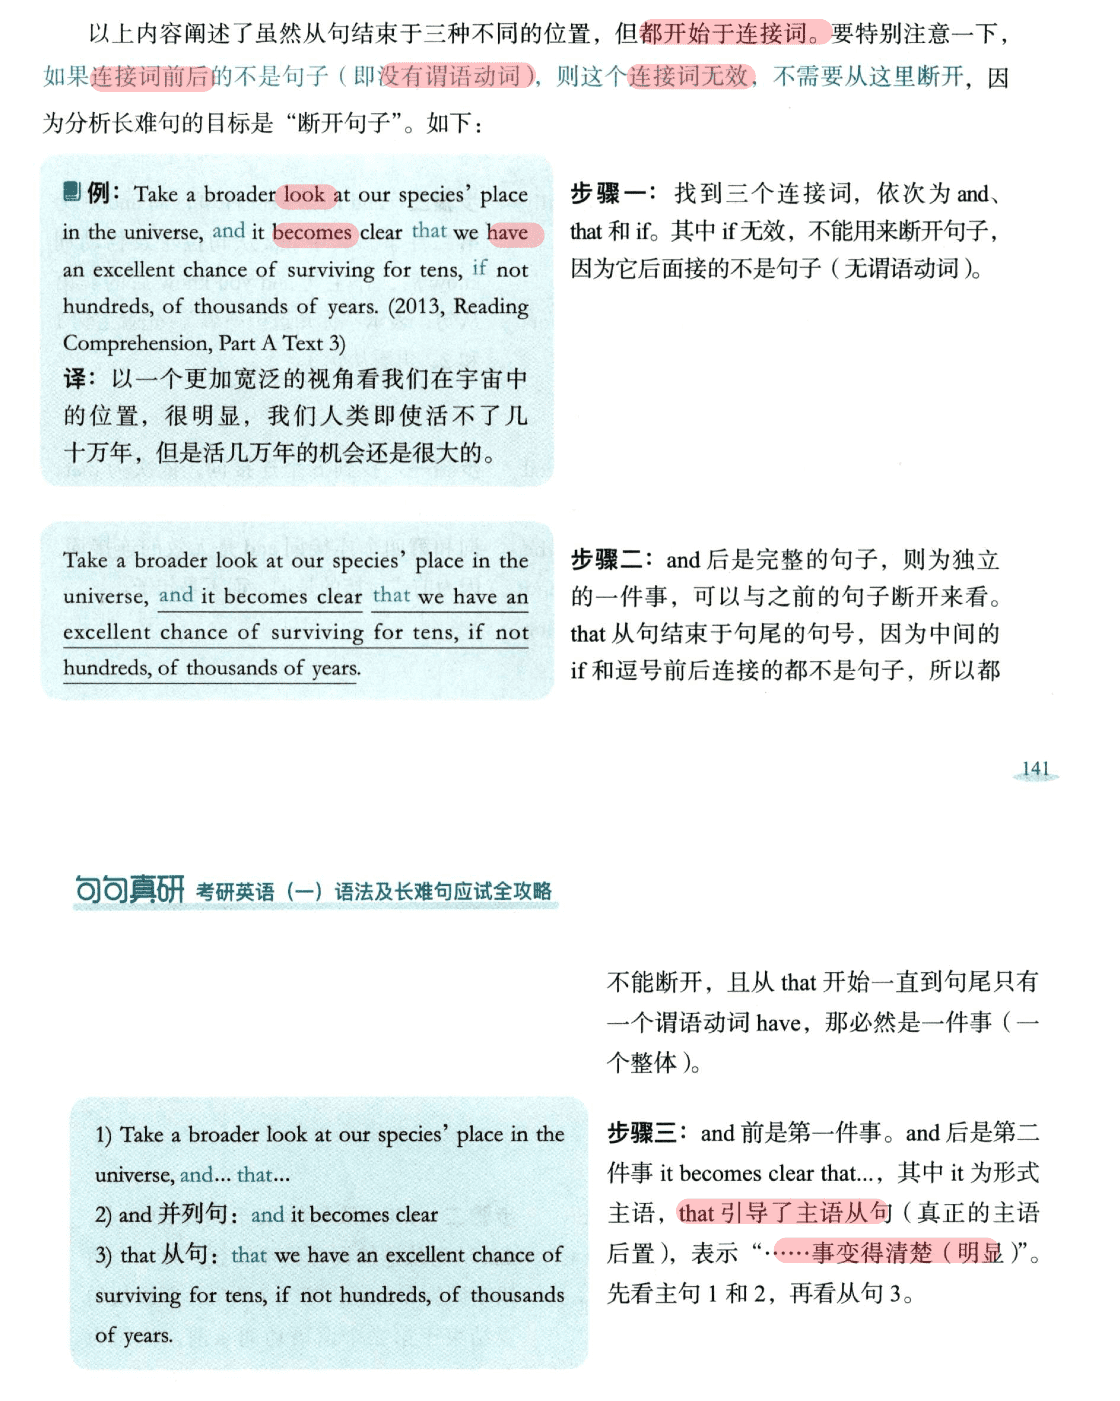 以上内容阐述了虽然从句结束于三种不同的位置，但都开始于连接词。要特别注意一下，
如果连接词前后的不是句子（即没有谓语动词），则这个连接词无效，不需要从这里断开，因
为分析长难句的目标是“断开句子”。如下：
例：Take a broader look at our species’ place
in the universe, and it becomes clear that we have
an excellent chance of surviving for tens, if not
hundreds, of thousands of years. (2013, Reading
Comprehension, Part A Text 3)
译：以一个更加宽泛的视角看我们在宇宙中
的位置，很明显，我们人类即使活不了几
十万年，但是活几万年的机会还是很大的。
步骤一：找到三个连接词，依次为 and、
that 和 if。其中 if 无效，不能用来断开句子，
因为它后面接的不是句子（无谓语动词）。
Take a broader look at our species’ place in the
universe, and it becomes clear that we have an
excellent chance of surviving for tens, if not
hundreds, of thousands of years.
步骤二：and 后是完整的句子，则为独立
的一件事，可以与之前的句子断开来看。
that 从句结束于句尾的句号，因为中间的
if 和逗号前后连接的都不是句子，所以都
141
句句真研 考研英语（一）语法及长难句应试全攻略
不能断开，且从 that 开始一直到句尾只有
一个谓语动词 have，那必然是一件事（一
个整体）。
1) Take a broader look at our species’ place in the
universe, and... that...
2) and 并列句：and it becomes clear
3) that 从句：that we have an excellent chance of
surviving for tens, if not hundreds, of thousands
of years.
步骤三：and 前是第一件事。and 后是第二
件事 it becomes clear that...，其中 it 为形式
主语，that 引导了主语从句（真正的主语
后置），表示“……事变得清楚（明显）”。
先看主句 1 和 2，再看从句 3。